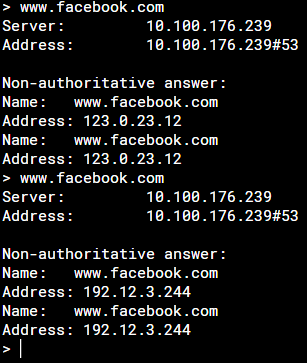 > www.facebook.com
Server:         10.100.176.239
Address:        10.100.176.239#53

Non-authoritative answer:
Name:   www.facebook.com
Address: 123.0.23.12
Name:   www.facebook.com
Address: 123.0.23.12
> www.facebook.com
Server:         10.100.176.239
Address:        10.100.176.239#53

Non-authoritative answer:
Name:   www.facebook.com
Address: 192.12.3.244
Name:   www.facebook.com
Address: 192.12.3.244
>